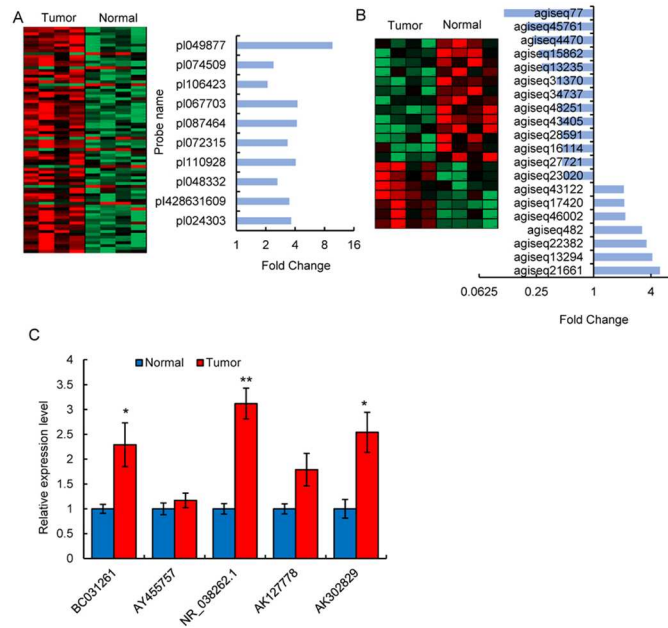 A
Tumor Normal
Probe name
pl049877
pl074509
pl106423
pl067703
pl087464
pl072315
pl110928
pl048332
pl428631609
pl024303
1 2 4 8 16
Fold Change
B
Tumor Normal
agiseq77
agiseq45761
agiseq4470
agiseq15862
agiseq13235
agiseq31370
agiseq34737
agiseq48251
agiseq43405
agiseq28591
agiseq16114
agiseq27721
agiseq23020
agiseq43122
agiseq17420
agiseq46002
agiseq482
agiseq22382
agiseq13294
agiseq21661
0.0625 0.25 1 4
Fold Change
C
Normal Tumor
Relative expression level
4
3.5
3
2.5
2
1.5
1
0.5
0
* ** *
BC031261
AY455757
NR_038262.1
AK127778
AK302829